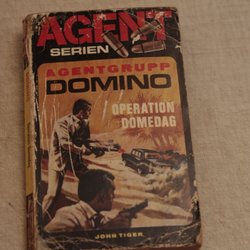 AGENT
SERIEN
AGENTGRUPP
DOMINO
OPERATION
DOMEDAG
JOHN TIGER